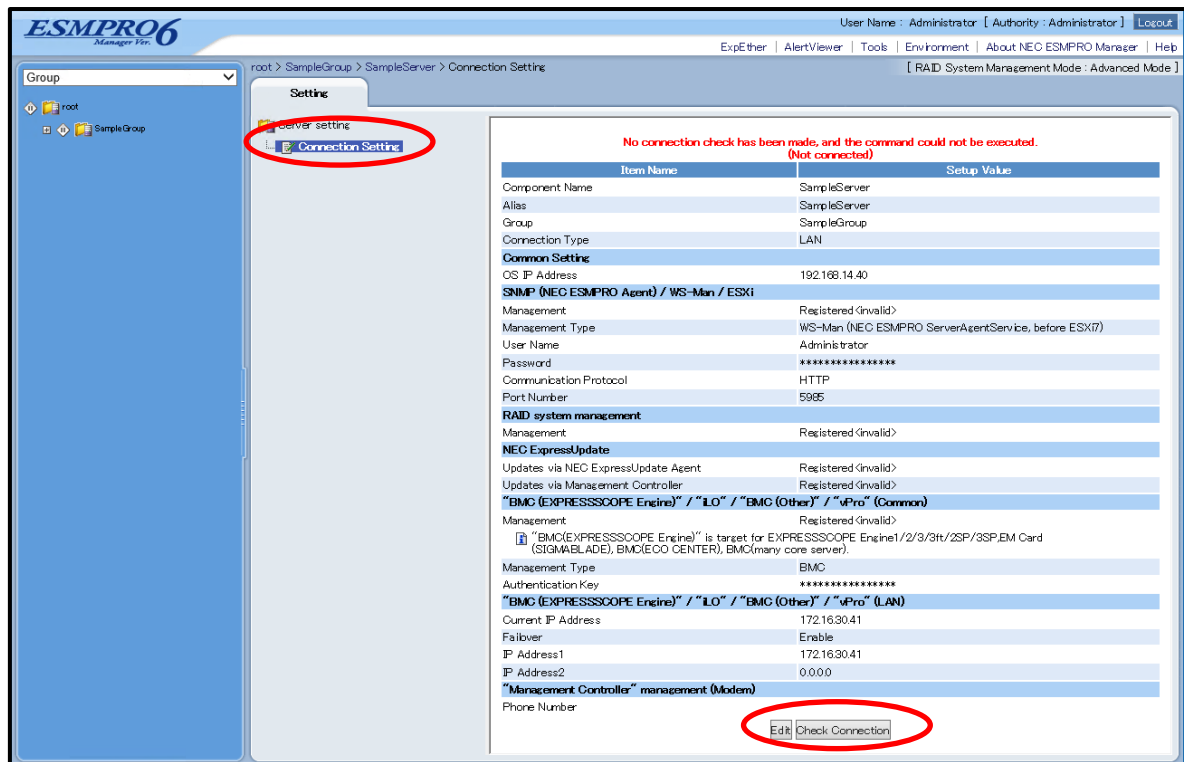 ESMPRO6
Manager Ver.
User Name : Administrator [ Authority : Administrator ] Logout
ExpEther | AlertViewer | Tools | Environment | About NEC ESMPRO Manager | Help
Group
root > SampleGroup > SampleServer > Connection Setting
[ RAID System Management Mode : Advanced Mode ]
root
SampleGroup
Setting
Server setting
Connection Setting
No connection check has been made, and the command could not be executed.
(Not connected)
Item Name Setup Value
Component Name SampleServer
Alias SampleServer
Group SampleGroup
Connection Type LAN
Common Setting
OS IP Address 192.168.14.40
SNMP (NEC ESMPRO Agent) / WS-Man / ESXi
Management Registered<invalid>
Management Type WS-Man (NEC ESMPRO ServerAgentService, before ESXi7)
User Name Administrator
Password ****************
Communication Protocol HTTP
Port Number 5985
RAID system management
Management Registered<invalid>
NEC ExpressUpdate
Updates via NEC ExpressUpdate Agent Registered<invalid>
Updates via Management Controller Registered<invalid>
"BMC (EXPRESSSCOPE Engine)" / "iLO" / "BMC (Other)" / "vPro" (Common)
Management Registered<invalid>
"BMC(EXPRESSSCOPE Engine)" is target for EXPRESSSCOPE Engine1/2/3/3ft/2SP/3SP,EM Card
(SIGMABLADE), BMC(ECO CENTER), BMC(many core server).
Management Type BMC
Authentication Key ****************
"BMC (EXPRESSSCOPE Engine)" / "iLO" / "BMC (Other)" / "vPro" (LAN)
Current IP Address 172.16.30.41
Failover Enable
IP Address1 172.16.30.41
IP Address2 0.0.0.0
"Management Controller" management (Modem)
Phone Number
Edit Check Connection